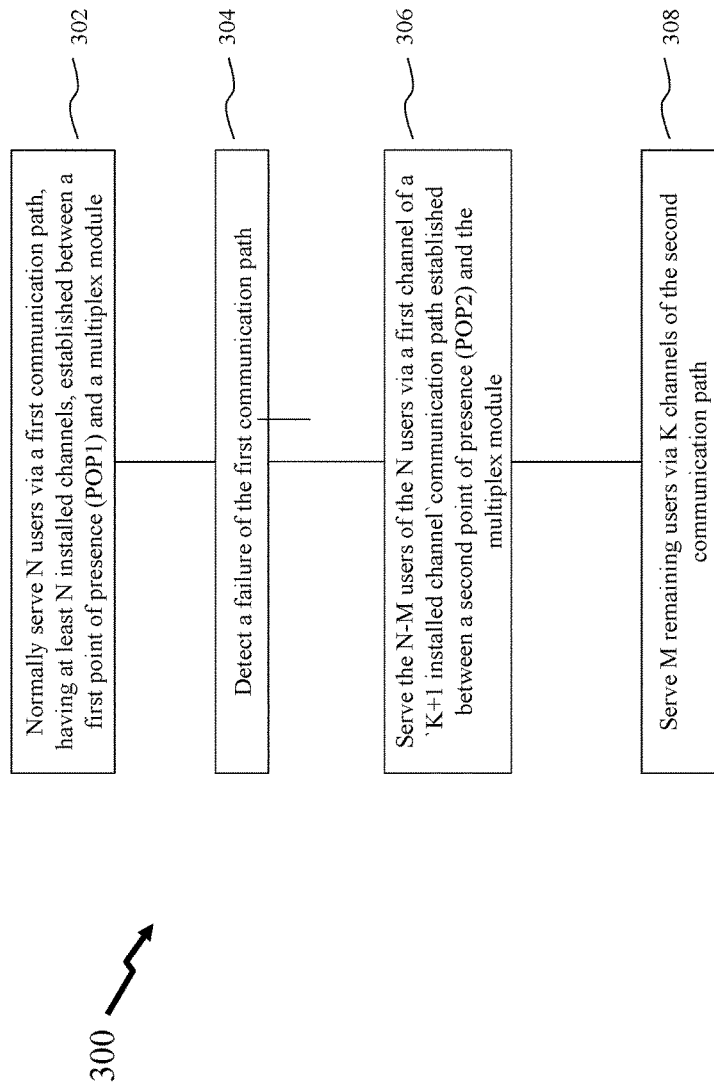 300
Normally serve N users via a first communication path,
having at least N installed channels, established between a
first point of presence (POP1) and a multiplex module
302
Detect a failure of the first communication path
304
Serve the N-M users of the N users via a first channel of a
`K+1 installed channel` communication path established
between a second point of presence (POP2) and the
multiplex module
306
Serve M remaining users via K channels of the second
communication path
308